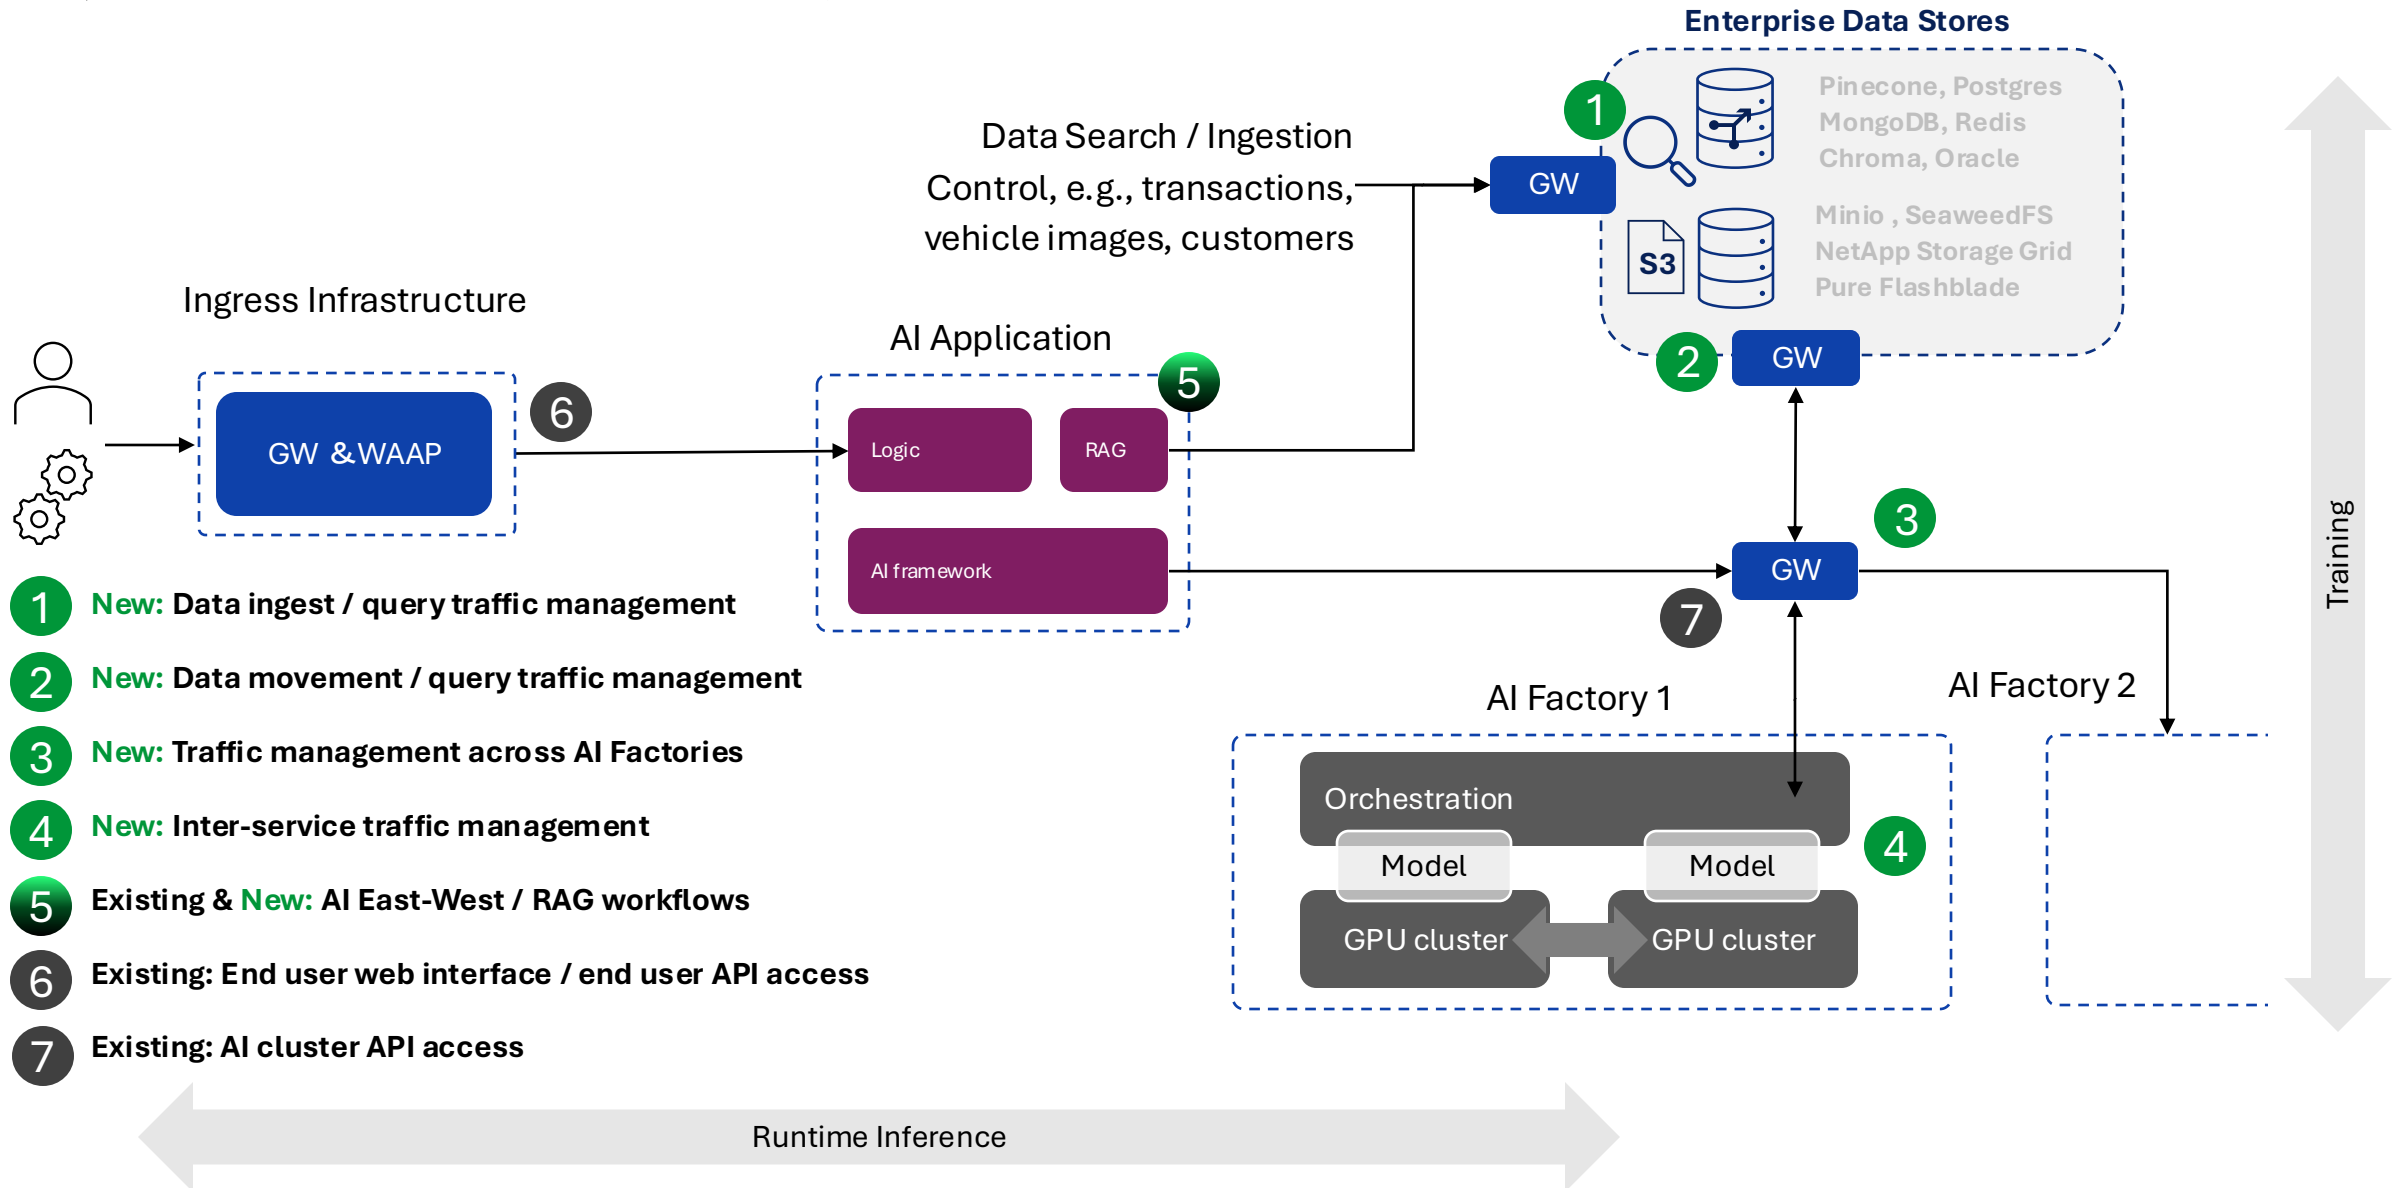 Enterprise Data Stores
1
Pinecone, Postgres
MongoDB, Redis
Chroma, Oracle
Data Search / Ingestion
Control, e.g., transactions,
vehicle images, customers
GW
S3
Minio , SeaweedFS
NetApp Storage Grid
Pure Flashblade
2
GW
Ingress Infrastructure
GW & WAAP
6
AI Application
5
Logic
RAG
AI framework
3
GW
7
Training
1 New: Data ingest / query traffic management
2 New: Data movement / query traffic management
3 New: Traffic management across AI Factories
4 New: Inter-service traffic management
5 Existing & New: AI East-West / RAG workflows
6 Existing: End user web interface / end user API access
7 Existing: AI cluster API access
AI Factory 1
AI Factory 2
Orchestration
Model
Model
4
GPU cluster
GPU cluster
Runtime Inference